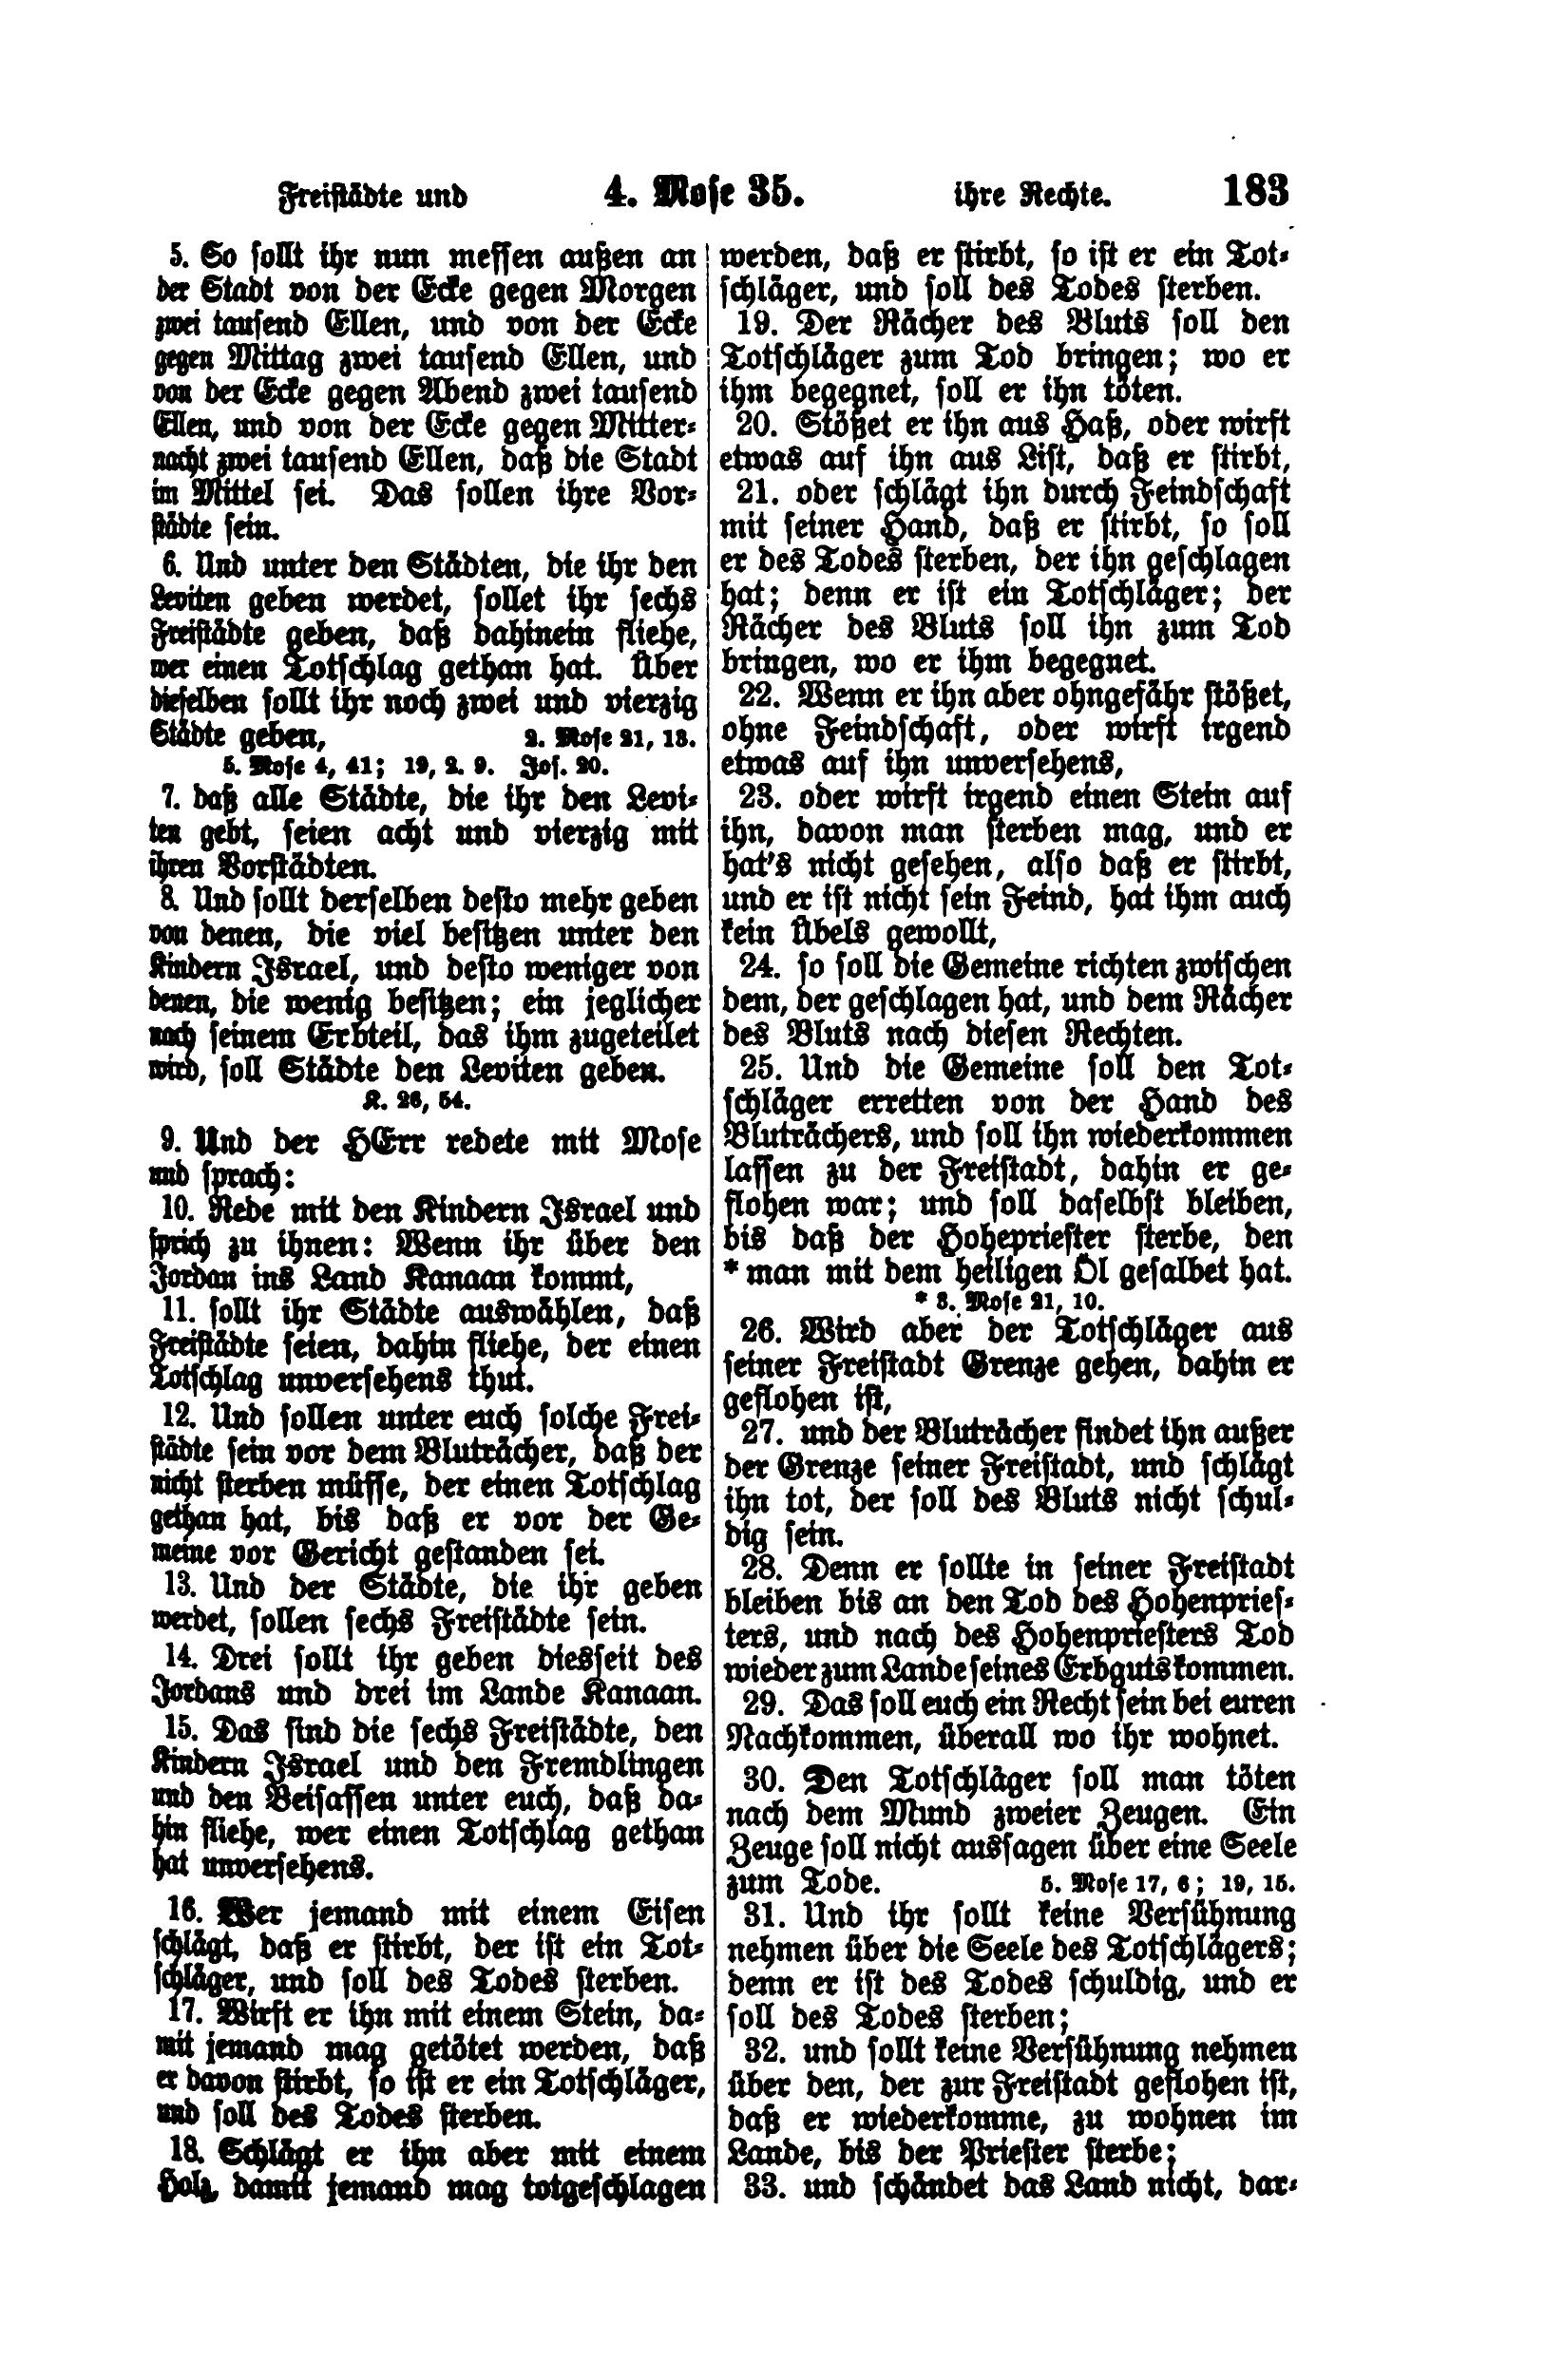 Freistädte und 4. Mose 35. ihre Rechte. 183
5. So sollt ihr nun messen außen an
der Stadt von der Ecke gegen Morgen
zwei tausend Ellen, und von der Ecke
gegen Mittag zwei tausend Ellen, und
von der Ecke gegen Abend zwei tausend
Ellen, und von der Ecke gegen Mitter-
nacht zwei tausend Ellen, daß die Stadt
im Mittel sei. Das sollen ihre Vor-
städte sein.
6. Und unter den Städten, die ihr den
Leviten geben werdet, sollet ihr sechs
Freistädte geben, daß dahinein fliehe,
wer einen Totschlag gethan hat. Über
dieselben sollt ihr noch zwei und vierzig
Städte geben, 2. Mose 21, 13.
5. Mose 4, 41; 19, 2. 9. Jos. 20.
7. daß alle Städte, die ihr den Levi-
ten gebt, seien acht und vierzig mit
ihren Vorstädten.
8. Und sollt derselben desto mehr geben
von denen, die viel besitzen unter den
Kindern Israel, und desto weniger von
denen, die wenig besitzen; ein jeglicher
nach seinem Erbteil, das ihm zugeteilet
wird, soll Städte den Leviten geben.
K. 26, 54.
9. Und der HErr redete mit Mose
und sprach:
10. Rede mit den Kindern Israel und
sprich zu ihnen: Wenn ihr über den
Jordan ins Land Kanaan kommt,
11. sollt ihr Städte auswählen, daß
Freistädte seien, dahin fliehe, der einen
Totschlag unversehens thut.
12. Und sollen unter euch solche Frei-
städte sein vor dem Bluträcher, daß der
nicht sterben müsse, der einen Totschlag
gethan hat, bis daß er vor der Ge-
meine vor Gericht gestanden sei.
13. Und der Städte, die ihr geben
werdet, sollen sechs Freistädte sein.
14. Drei sollt ihr geben diesseit des
Jordans und drei im Lande Kanaan.
15. Das sind die sechs Freistädte, den
Kindern Israel und den Fremdlingen
und den Beisassen unter euch, daß da-
hin fliehe, wer einen Totschlag gethan
hat unversehens.
16. Wer jemand mit einem Eisen
schlägt, daß er stirbt, der ist ein Tot-
schläger, und soll des Todes sterben.
17. Wirft er ihn mit einem Stein, da-
mit jemand mag getötet werden, daß
er davon stirbt, so ist er ein Totschläger,
und soll des Todes sterben.
18. Schlägt er ihn aber mit einem
Holz, damit jemand mag totgeschlagen
werden, daß er stirbt, so ist er ein Tot-
schläger, und soll des Todes sterben.
19. Der Rächer des Bluts soll den
Totschläger zum Tod bringen; wo er
ihm begegnet, soll er ihn töten.
20. Stößet er ihn aus Haß, oder wirft
etwas auf ihn aus List, daß er stirbt,
21. oder schlägt ihn durch Feindschaft
mit seiner Hand, daß er stirbt, so soll
er des Todes sterben, der ihn geschlagen
hat; denn er ist ein Totschläger; der
Rächer des Bluts soll ihn zum Tod
bringen, wo er ihm begegnet.
22. Wenn er ihn aber ohngefähr stößet,
ohne Feindschaft, oder wirft irgend
etwas auf ihn unversehens,
23. oder wirft irgend einen Stein auf
ihn, davon man sterben mag, und er
hat's nicht gesehen, also daß er stirbt,
und er ist nicht sein Feind, hat ihm auch
kein Übels gewollt,
24. so soll die Gemeine richten zwischen
dem, der geschlagen hat, und dem Rächer
des Bluts nach diesen Rechten.
25. Und die Gemeine soll den Tot-
schläger erretten von der Hand des
Bluträchers, und soll ihn wiederkommen
lassen zu der Freistadt, dahin er ge-
flohen war; und soll daselbst bleiben,
bis daß der Hohepriester sterbe, den
* man mit dem heiligen Öl gesalbet hat.
* 3. Mose 21, 10.
26. Wird aber der Totschläger aus
seiner Freistadt Grenze gehen, dahin er
geflohen ist,
27. und der Bluträcher findet ihn außer
der Grenze seiner Freistadt, und schlägt
ihn tot, der soll des Bluts nicht schul-
dig sein.
28. Denn er sollte in seiner Freistadt
bleiben bis an den Tod des Hohenpries-
ters, und nach des Hohenpriesters Tod
wieder zum Lande seines Erbguts kommen.
29. Das soll euch ein Recht sein bei euren
Nachkommen, überall wo ihr wohnet.
30. Den Totschläger soll man töten
nach dem Mund zweier Zeugen. Ein
Zeuge soll nicht aussagen über eine Seele
zum Tode. 5. Mose 17, 6; 19, 15.
31. Und ihr sollt keine Versühnung
nehmen über die Seele des Totschlägers;
denn er ist des Todes schuldig, und er
soll des Todes sterben;
32. und sollt keine Versühnung nehmen
über den, der zur Freistadt geflohen ist,
daß er wiederkomme, zu wohnen im
Lande, bis der Priester sterbe;
33. und schändet das Land nicht, dar-